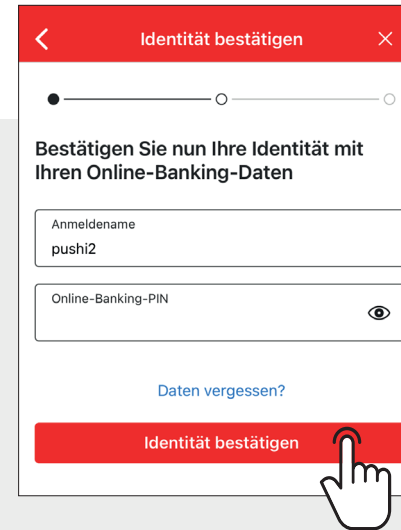 Identität bestätigen
Bestätigen Sie nun Ihre Identität mit
Ihren Online-Banking-Daten
Anmeldename
pushi2
Online-Banking-PIN
Daten vergessen?
Identität bestätigen